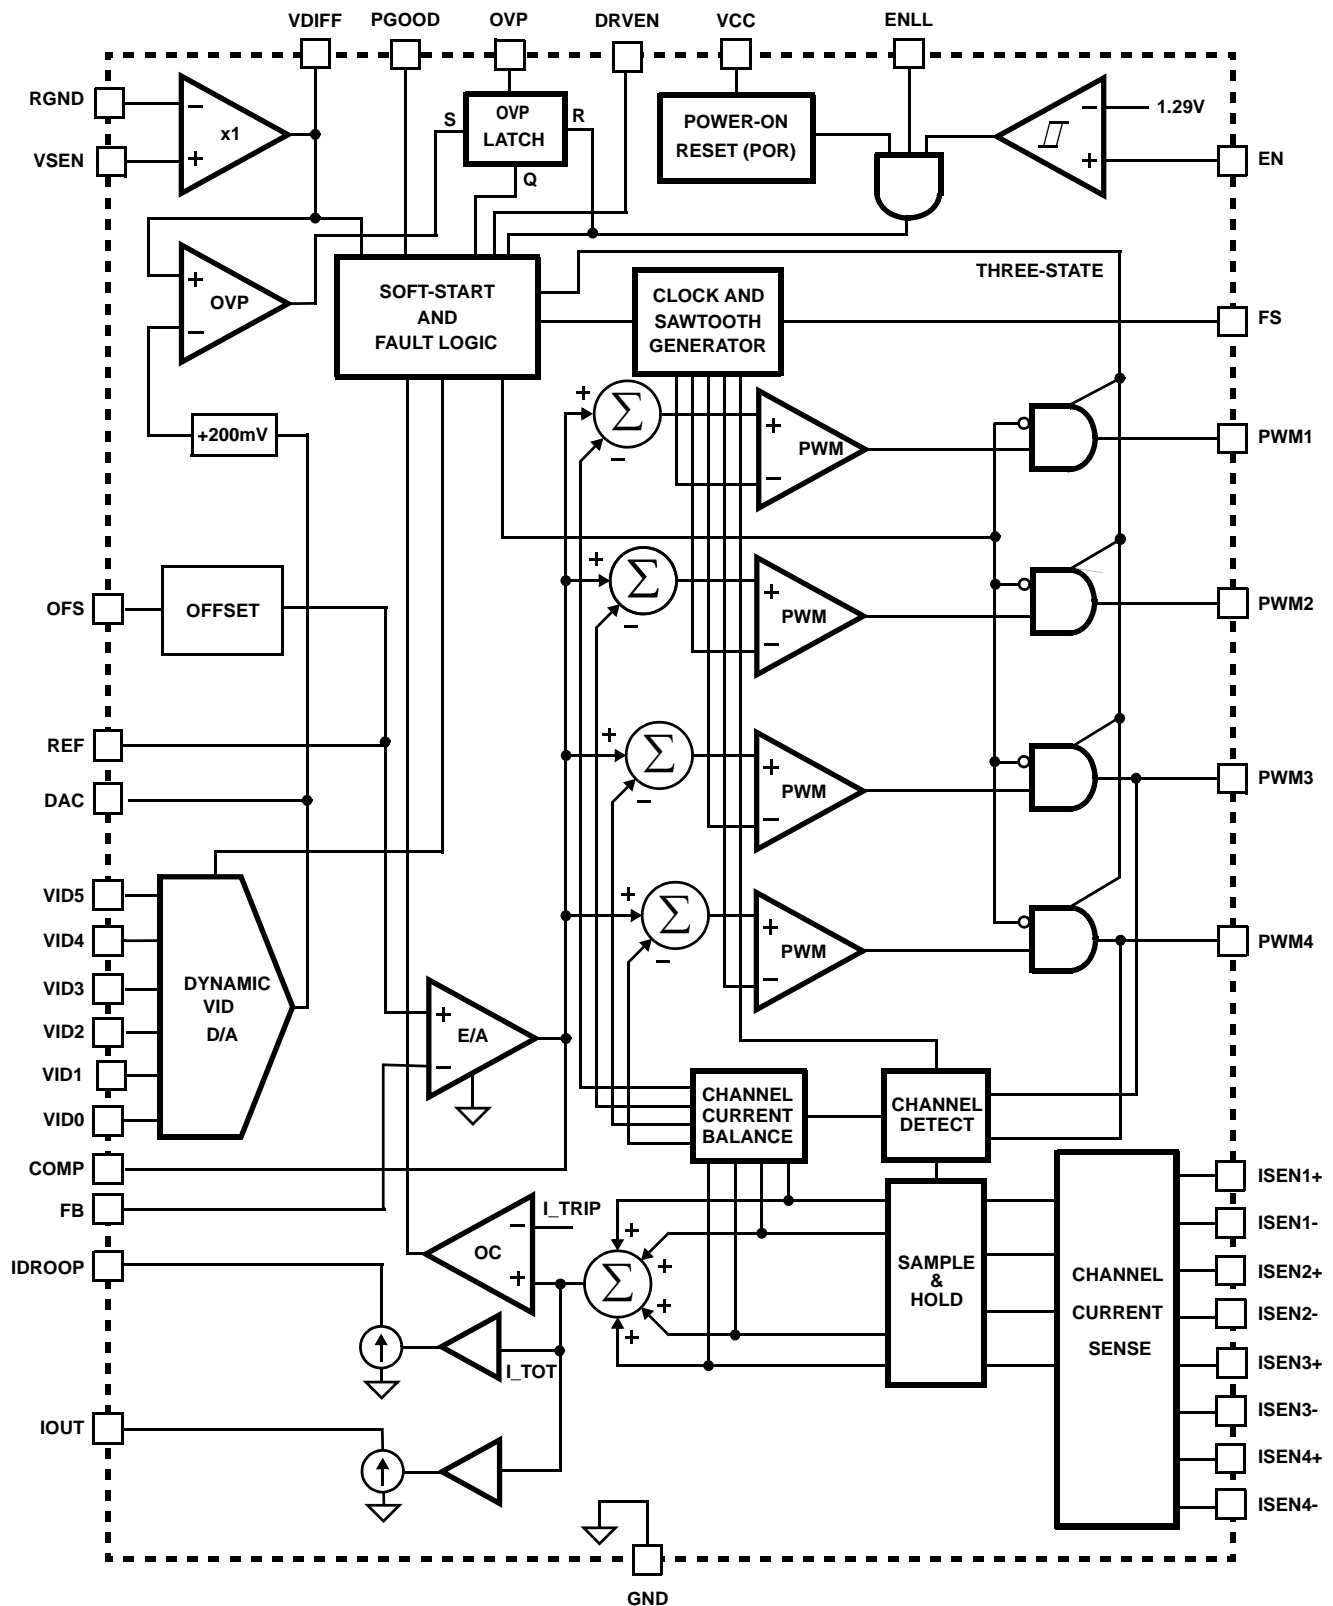 VDIFF
PGOOD
OVP
DRVEN
VCC
ENLL
RGND
−
x1
+
VSEN
S
OVP
LATCH
R
Q
POWER-ON
RESET (POR)
−
1.29V
+
EN
+
OVP
−
SOFT-START
AND
FAULT LOGIC
CLOCK AND
SAWTOOTH
GENERATOR
THREE-STATE
FS
+200mV
+
Σ
−
+
PWM
−
PWM1
OFS
OFFSET
+
Σ
−
+
PWM
−
PWM2
REF
DAC
+
Σ
−
+
PWM
−
PWM3
VID5
VID4
VID3
VID2
VID1
VID0
DYNAMIC
VID
D/A
+
Σ
−
+
PWM
−
PWM4
+
E/A
−
CHANNEL
CURRENT
BALANCE
CHANNEL
DETECT
COMP
FB
IDROOP
IOUT
I_TRIP
−
OC
+
I_TOT
+
+
Σ
+
+
SAMPLE
&
HOLD
CHANNEL
CURRENT
SENSE
ISEN1+
ISEN1-
ISEN2+
ISEN2-
ISEN3+
ISEN3-
ISEN4+
ISEN4-
GND